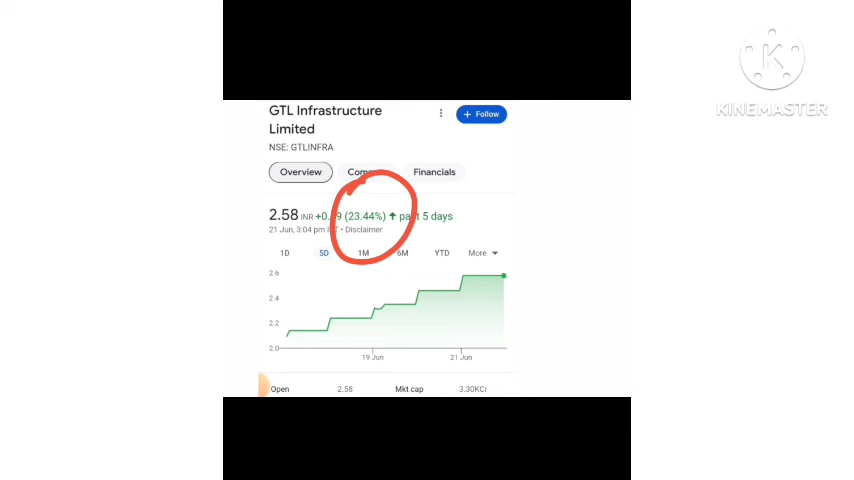 GTL Infrastructure
Limited
+ Follow
NSE: GTLINFRA
Overview
Financials
2.58 INR (23.44%) ↑ past 5 days
21 Jun, 3:04 pm • Disclaimer
1D 5D 1M 6M YTD More
2.6
2.4
2.2
2.0
19 Jun 21 Jun
Open 2.58 Mkt cap 3.30KCr
K
KINEMASTER